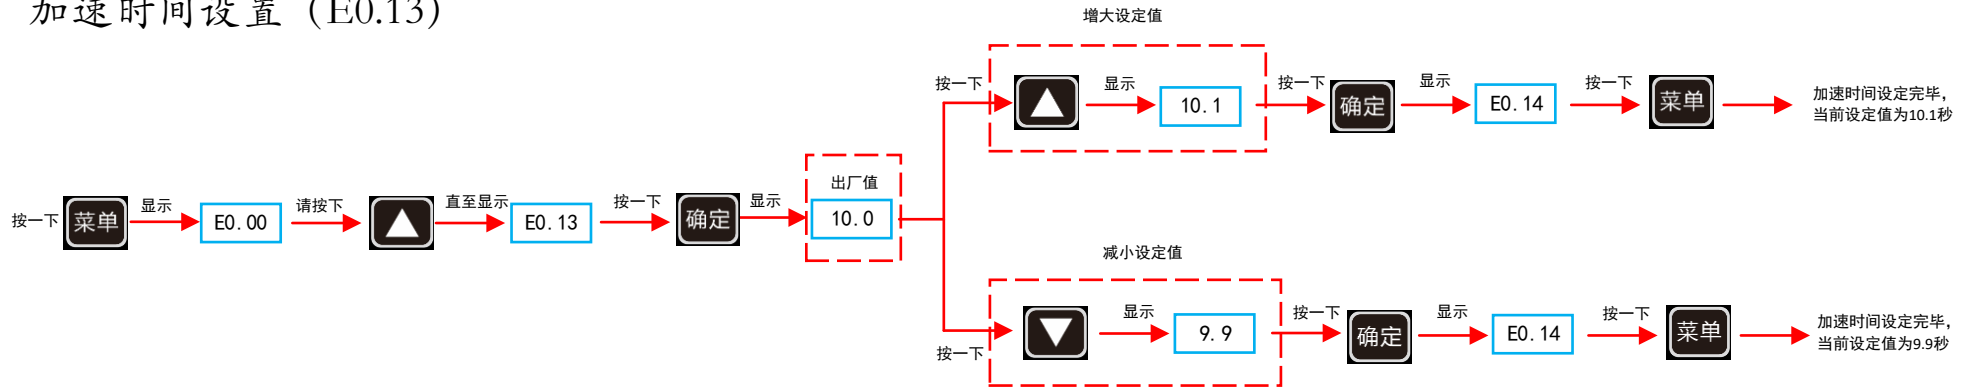 加速时间设置（E0.13）
增大设定值
按一下
显示
10.1
按一下
确定
显示
E0.14
按一下
菜单
加速时间设定完毕，
当前设定值为10.1秒
按一下
菜单
显示
E0.00
请按下
直至显示
E0.13
按一下
确定
显示
出厂值
10.0
减小设定值
按一下
显示
9.9
按一下
确定
显示
E0.14
按一下
菜单
加速时间设定完毕，
当前设定值为9.9秒